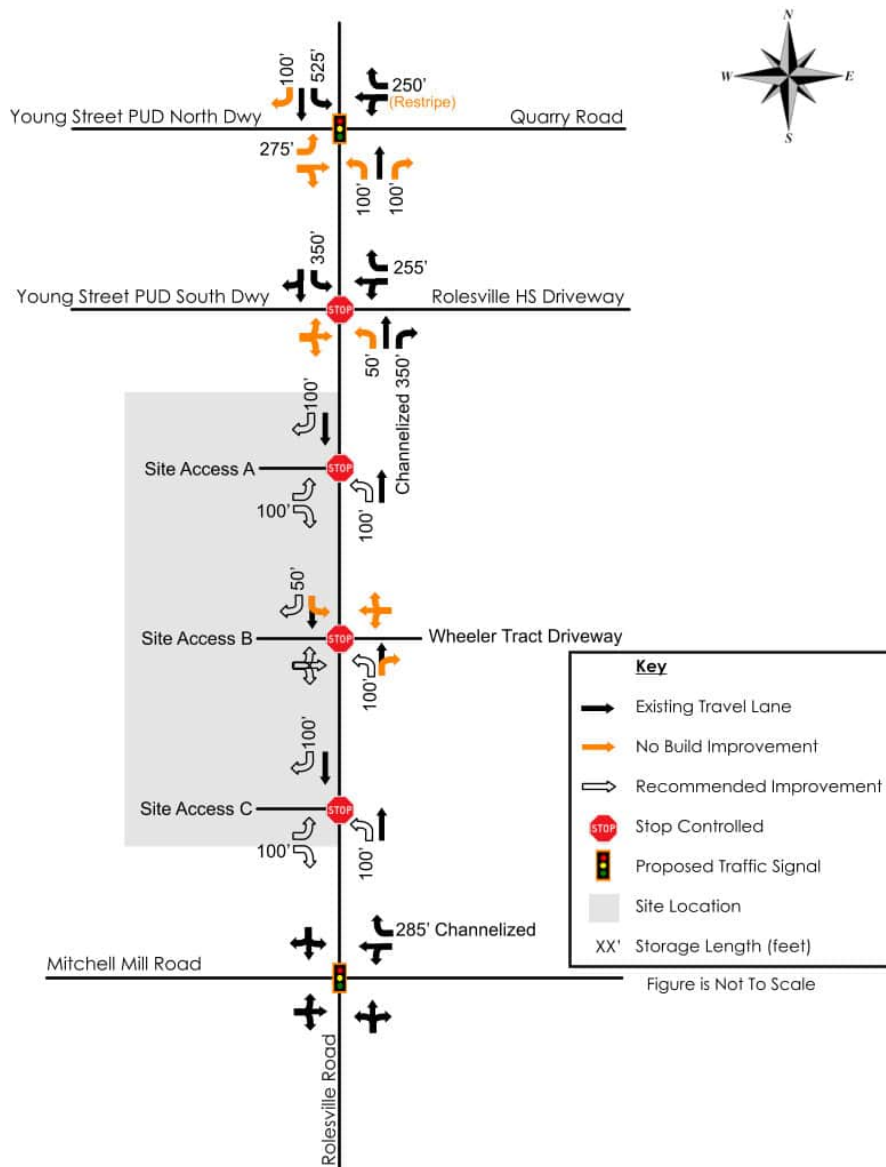 N
W
E
S
100'
525'
250'
(Restripe)
Young Street PUD North Dwy
Quarry Road
275'
100'
100'
350'
255'
Young Street PUD South Dwy
STOP
Rolesville HS Driveway
50'
350'
Channelized
100'
Site Access A
STOP
100'
100'
50'
Site Access B
STOP
Wheeler Tract Driveway
100'
100'
Site Access C
STOP
100'
100'
Key
Existing Travel Lane
No Build Improvement
Recommended Improvement
STOP
Stop Controlled
Proposed Traffic Signal
Site Location
XX' Storage Length (feet)
285' Channelized
Mitchell Mill Road
Figure is Not To Scale
Rolesville Road